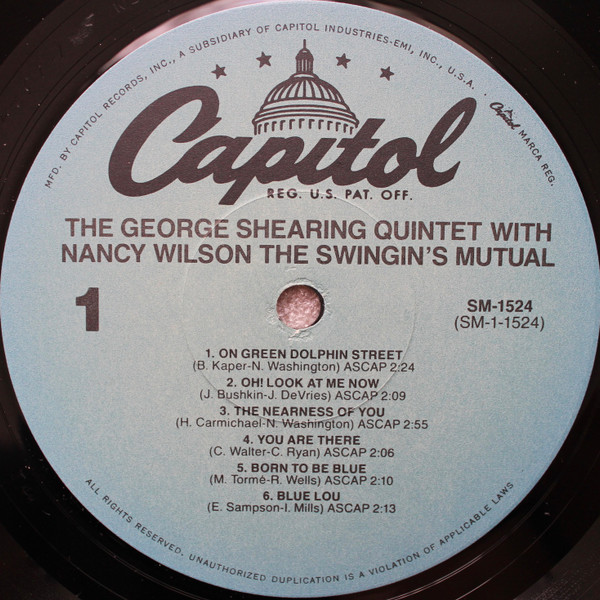 MFD. BY CAPITOL RECORDS, INC., A SUBSIDIARY OF CAPITOL INDUSTRIES-EMI, INC., U.S.A.
Capitol MARCA REG.
Capitol
REG. U.S. PAT. OFF.
THE GEORGE SHEARING QUINTET WITH
NANCY WILSON THE SWINGIN'S MUTUAL
1
SM-1524
(SM-1-1524)
1. ON GREEN DOLPHIN STREET
(B. Kaper-N. Washington) ASCAP 2:24
2. OH! LOOK AT ME NOW
(J. Bushkin-J. DeVries) ASCAP 2:09
3. THE NEARNESS OF YOU
(H. Carmichael-N. Washington) ASCAP 2:55
4. YOU ARE THERE
(C. Walter-C. Ryan) ASCAP 2:06
5. BORN TO BE BLUE
(M. Tormé-R. Wells) ASCAP 2:10
6. BLUE LOU
(E. Sampson-I. Mills) ASCAP 2:13
ALL RIGHTS RESERVED. UNAUTHORIZED DUPLICATION IS A VIOLATION OF APPLICABLE LAWS